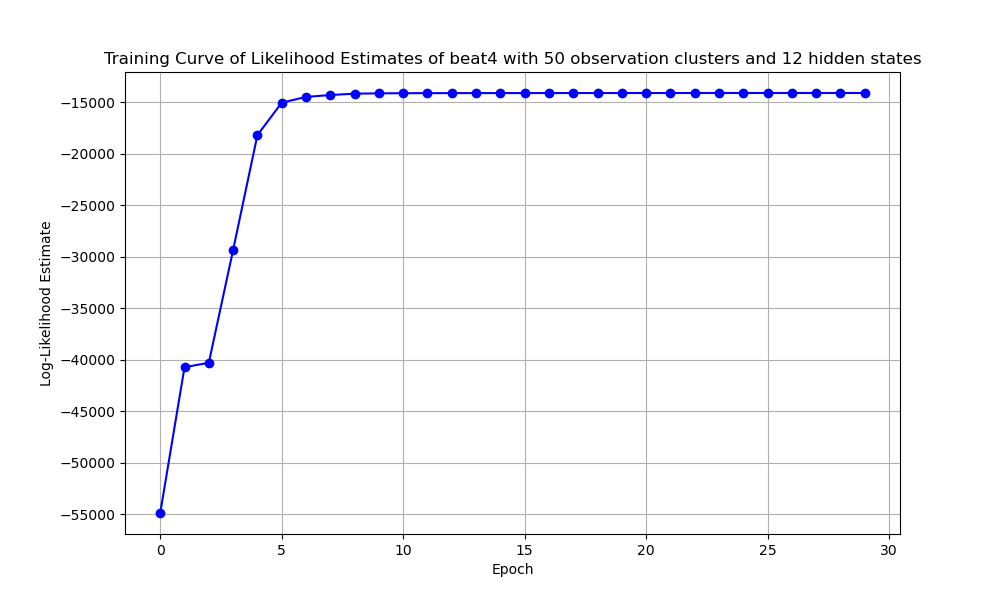 Training Curve of Likelihood Estimates of beat4 with 50 observation clusters and 12 hidden states
Log-Likelihood Estimate
−15000
−20000
−25000
−30000
−35000
−40000
−45000
−50000
−55000
0 5 10 15 20 25 30
Epoch